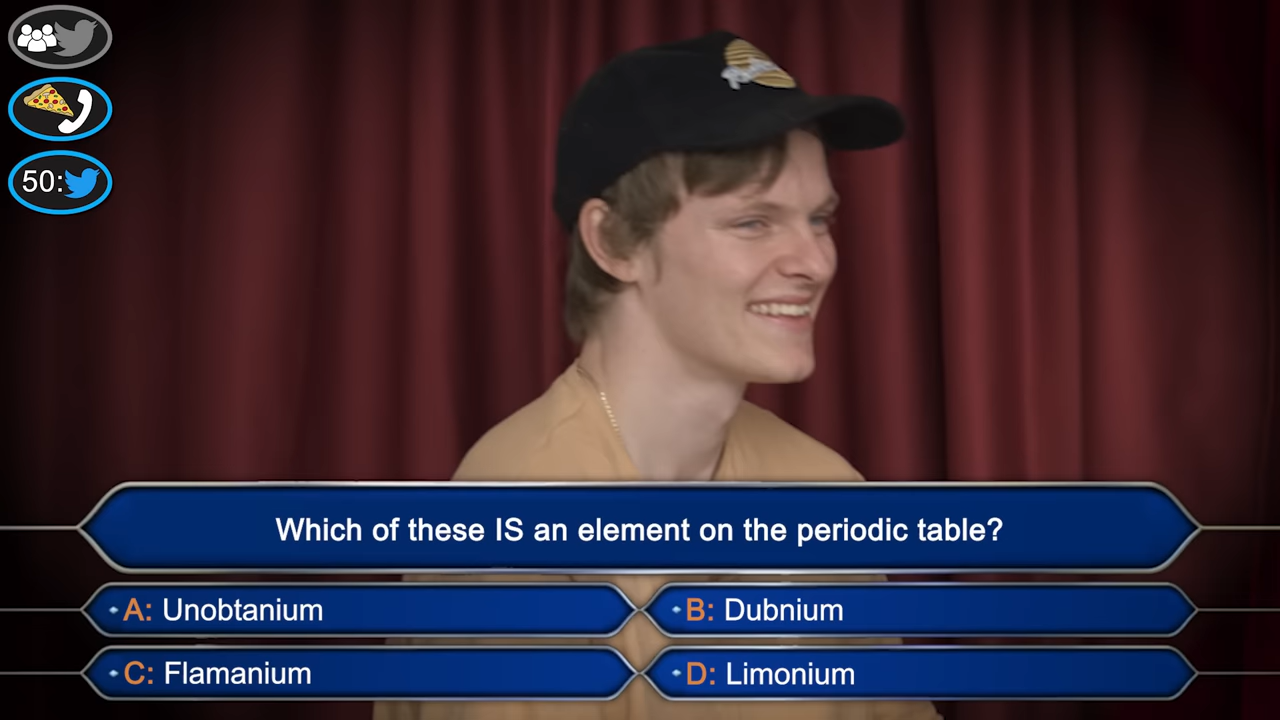 50:
Which of these IS an element on the periodic table?
A: Unobtanium
B: Dubnium
C: Flamanium
D: Limonium